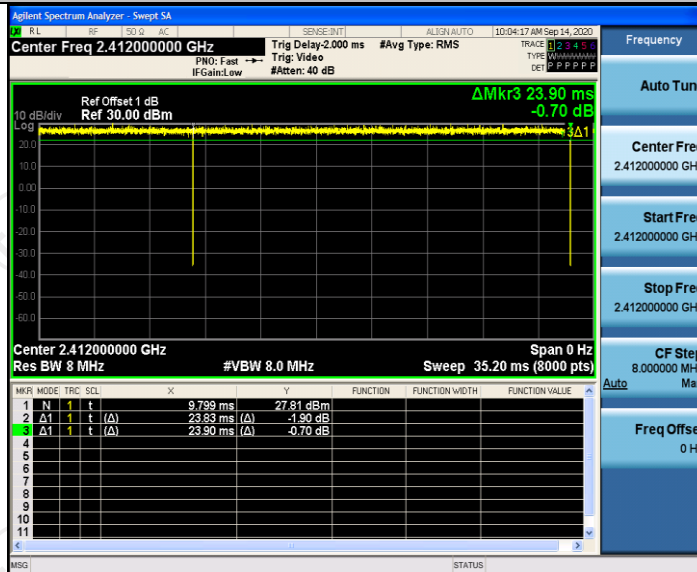 Agilent Spectrum Analyzer - Swept SA
RL RF 50 Ω AC SENSE:INT ALIGN AUTO 10:04:17 AM Sep 14, 2020
Center Freq 2.412000000 GHz
PNO: Fast
IFGain:Low
Trig Delay-2.000 ms
Trig: Video
#Atten: 40 dB
#Avg Type: RMS
TRACE 1 2 3 4 5 6
TYPE W
DET P P P P P P
ΔMkr3 23.90 ms
-0.70 dB
10 dB/div
Log
Ref Offset 1 dB
Ref 30.00 dBm
3Δ1
20.0
10.0
0.00
-10.0
-20.0
-30.0
-40.0
-50.0
-60.0
Center 2.412000000 GHz Span 0 Hz
Res BW 8 MHz #VBW 8.0 MHz Sweep 35.20 ms (8000 pts)
MKR MODE TRC SCL X Y FUNCTION FUNCTION WIDTH FUNCTION VALUE
1 N 1 t 9.799 ms 27.81 dBm
2 Δ1 1 t (Δ) 23.83 ms (Δ) -1.90 dB
3 Δ1 1 t (Δ) 23.90 ms (Δ) -0.70 dB
4
5
6
7
8
9
10
11
MSG STATUS
Frequency
Auto Tun
Center Fre
2.412000000 GH
Start Fre
2.412000000 GH
Stop Fre
2.412000000 GH
CF Step
8.000000 MH
Auto Ma
Freq Offse
0 H